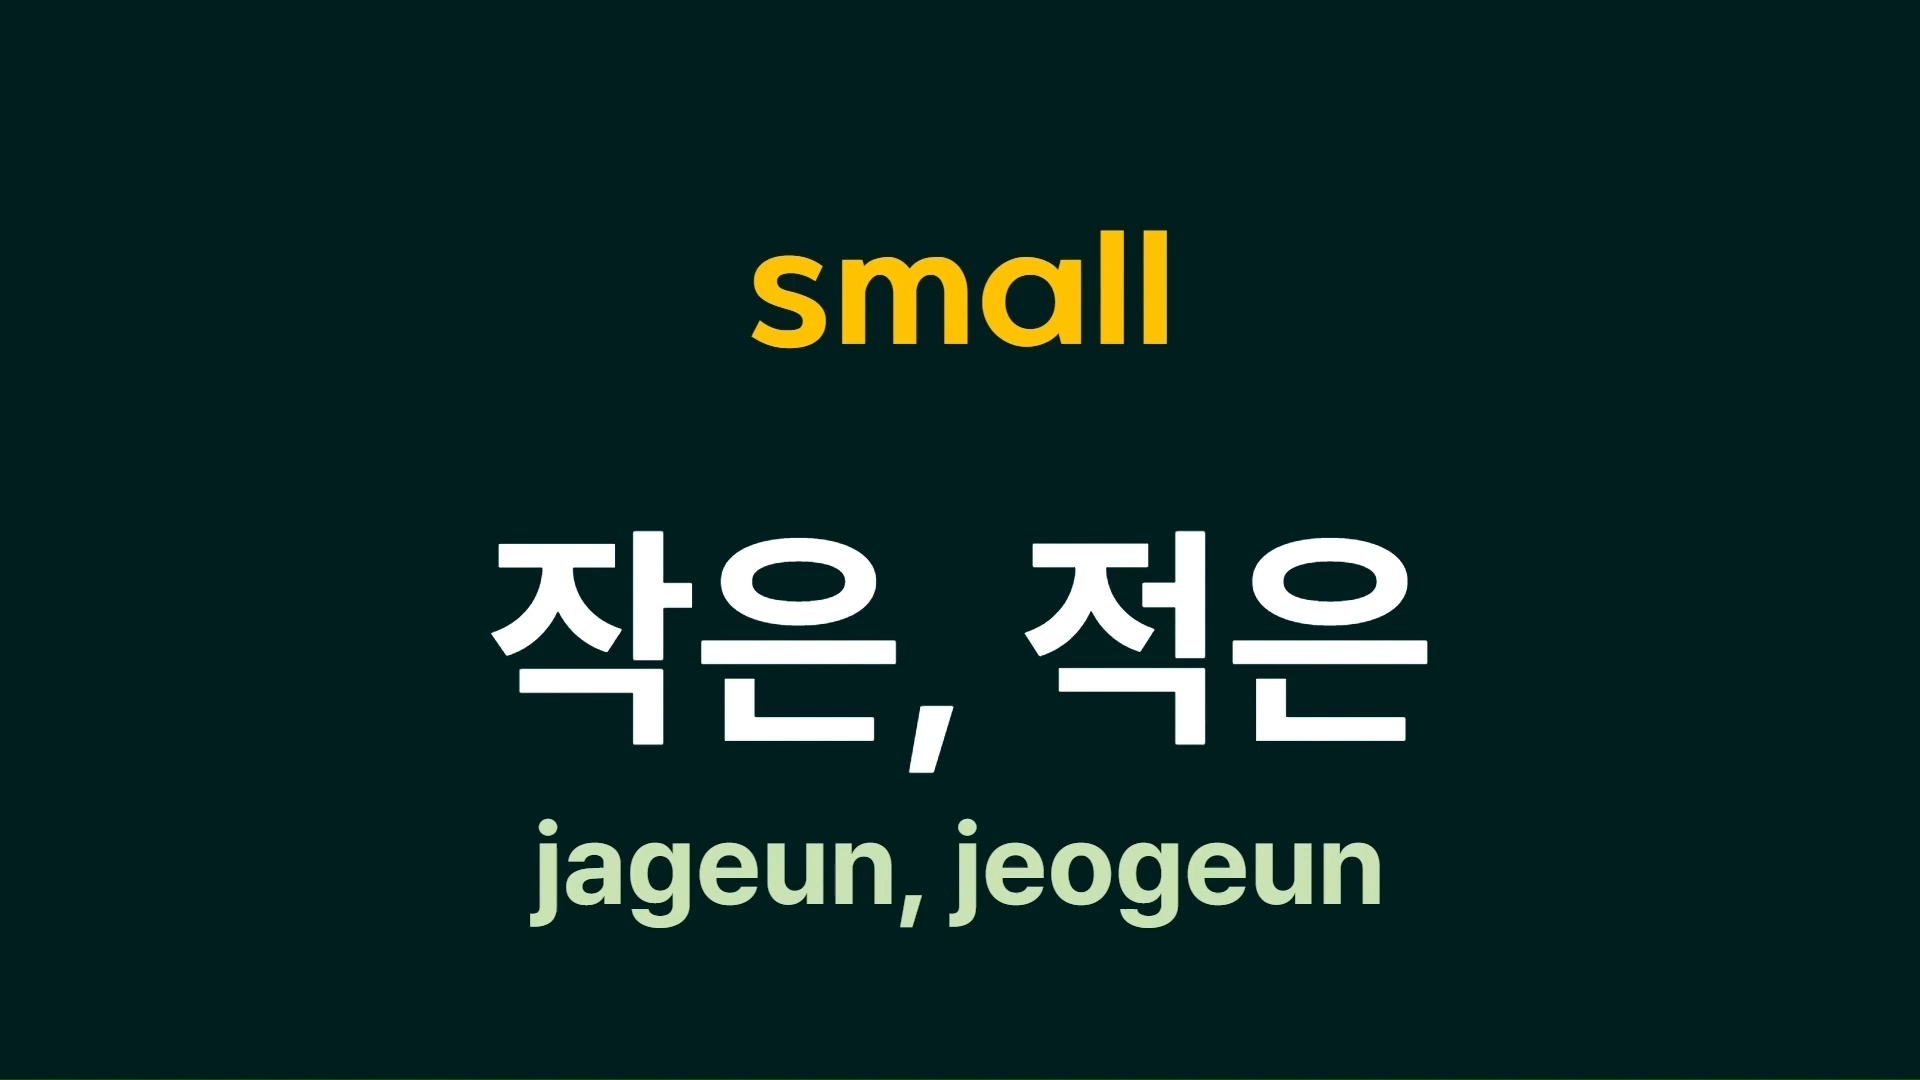 small
작은, 적은
jageun, jeogeun